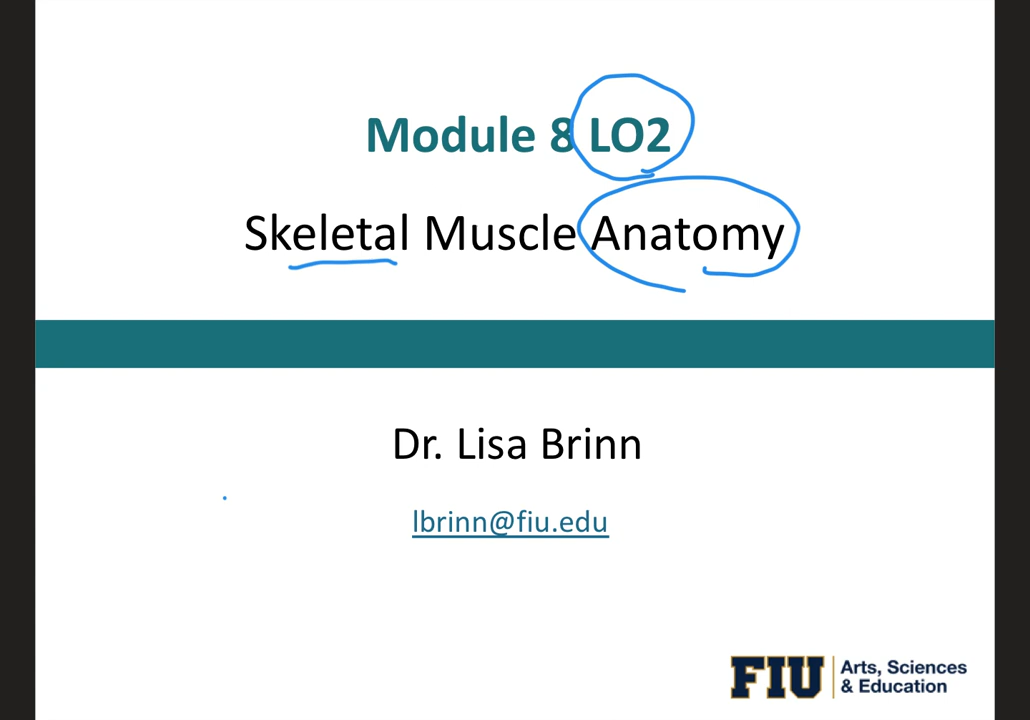 Module 8 LO2
Skeletal Muscle Anatomy
Dr. Lisa Brinn
lbrinn@fiu.edu
FIU Arts, Sciences
& Education